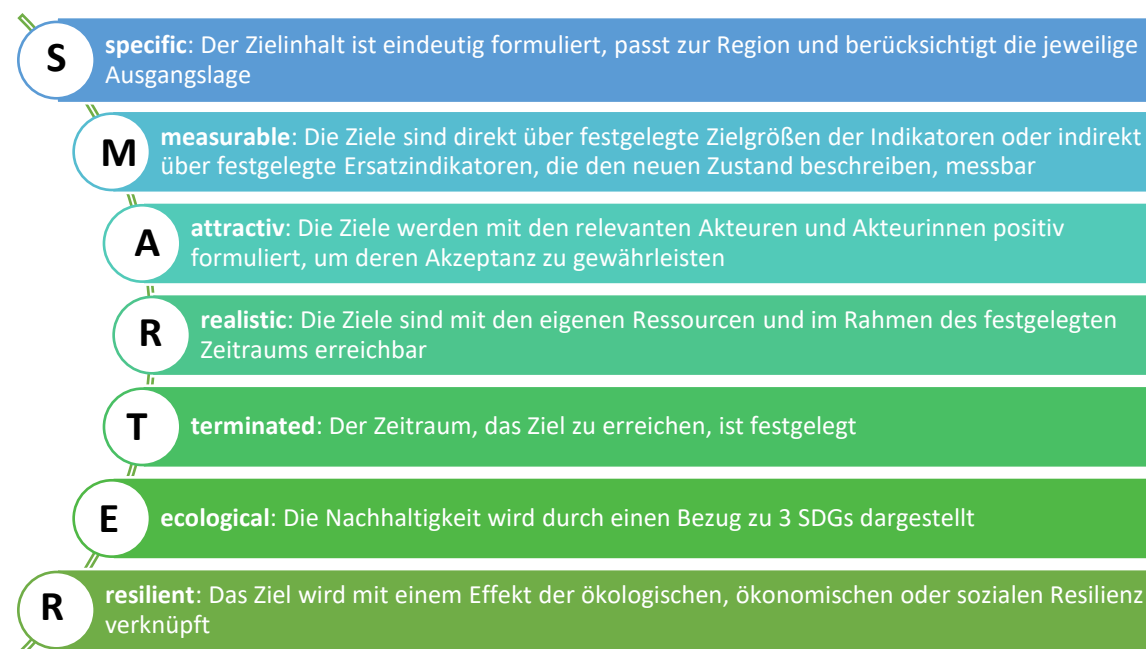 S
specific: Der Zielinhalt ist eindeutig formuliert, passt zur Region und berücksichtigt die jeweilige
Ausgangslage
M
measurable: Die Ziele sind direkt über festgelegte Zielgrößen der Indikatoren oder indirekt
über festgelegte Ersatzindikatoren, die den neuen Zustand beschreiben, messbar
A
attractiv: Die Ziele werden mit den relevanten Akteuren und Akteurinnen positiv
formuliert, um deren Akzeptanz zu gewährleisten
R
realistic: Die Ziele sind mit den eigenen Ressourcen und im Rahmen des festgelegten
Zeitraums erreichbar
T
terminated: Der Zeitraum, das Ziel zu erreichen, ist festgelegt
E
ecological: Die Nachhaltigkeit wird durch einen Bezug zu 3 SDGs dargestellt
R
resilient: Das Ziel wird mit einem Effekt der ökologischen, ökonomischen oder sozialen Resilienz
verknüpft